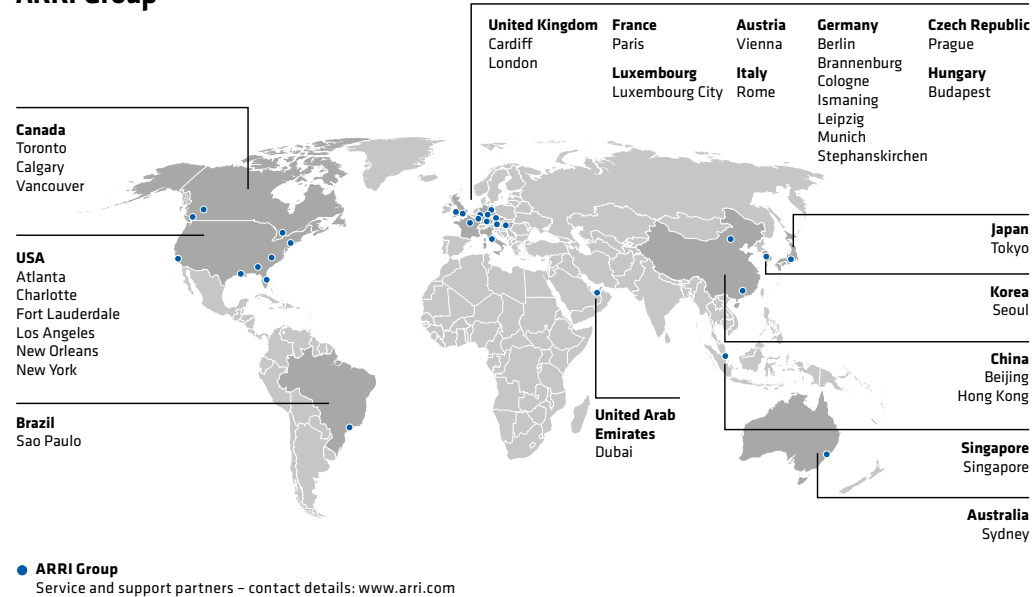 ARRI Group
United Kingdom
Cardiff
London
France
Paris
Luxembourg
Luxembourg City
Austria
Vienna
Italy
Rome
Germany
Berlin
Brannenburg
Cologne
Ismaning
Leipzig
Munich
Stephanskirchen
Czech Republic
Prague
Hungary
Budapest
Canada
Toronto
Calgary
Vancouver
USA
Atlanta
Charlotte
Fort Lauderdale
Los Angeles
New Orleans
New York
Brazil
Sao Paulo
United Arab
Emirates
Dubai
Japan
Tokyo
Korea
Seoul
China
Beijing
Hong Kong
Singapore
Singapore
Australia
Sydney
ARRI Group
Service and support partners – contact details: www.arri.com